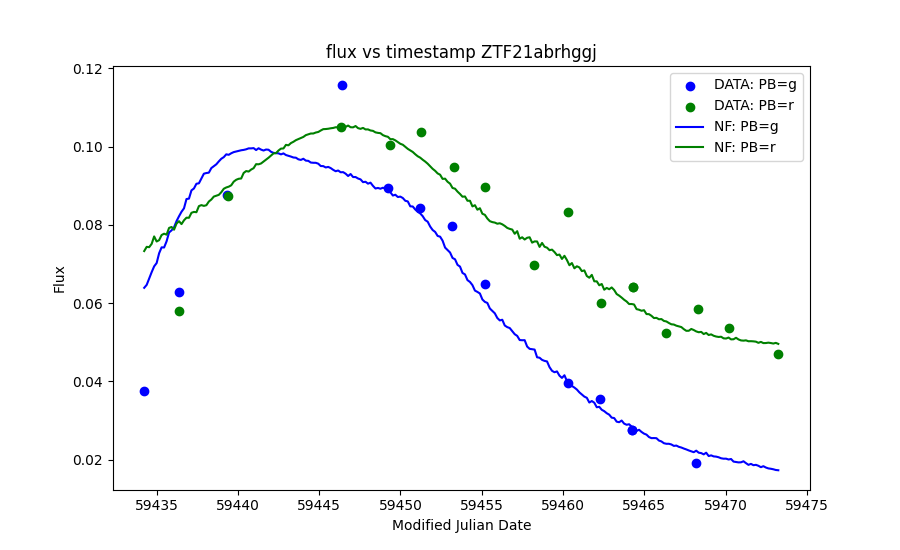 flux vs timestamp ZTF21abrhggj
0.12
0.10
0.08
0.06
0.04
0.02
Flux
DATA: PB=g
DATA: PB=r
NF: PB=g
NF: PB=r
59435 59440 59445 59450 59455 59460 59465 59470 59475
Modified Julian Date